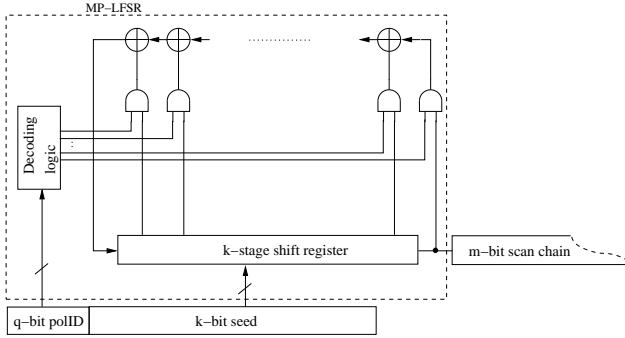 MP−LFSR
Decoding
logic
k−stage shift register
m−bit scan chain
q−bit polID
k−bit seed